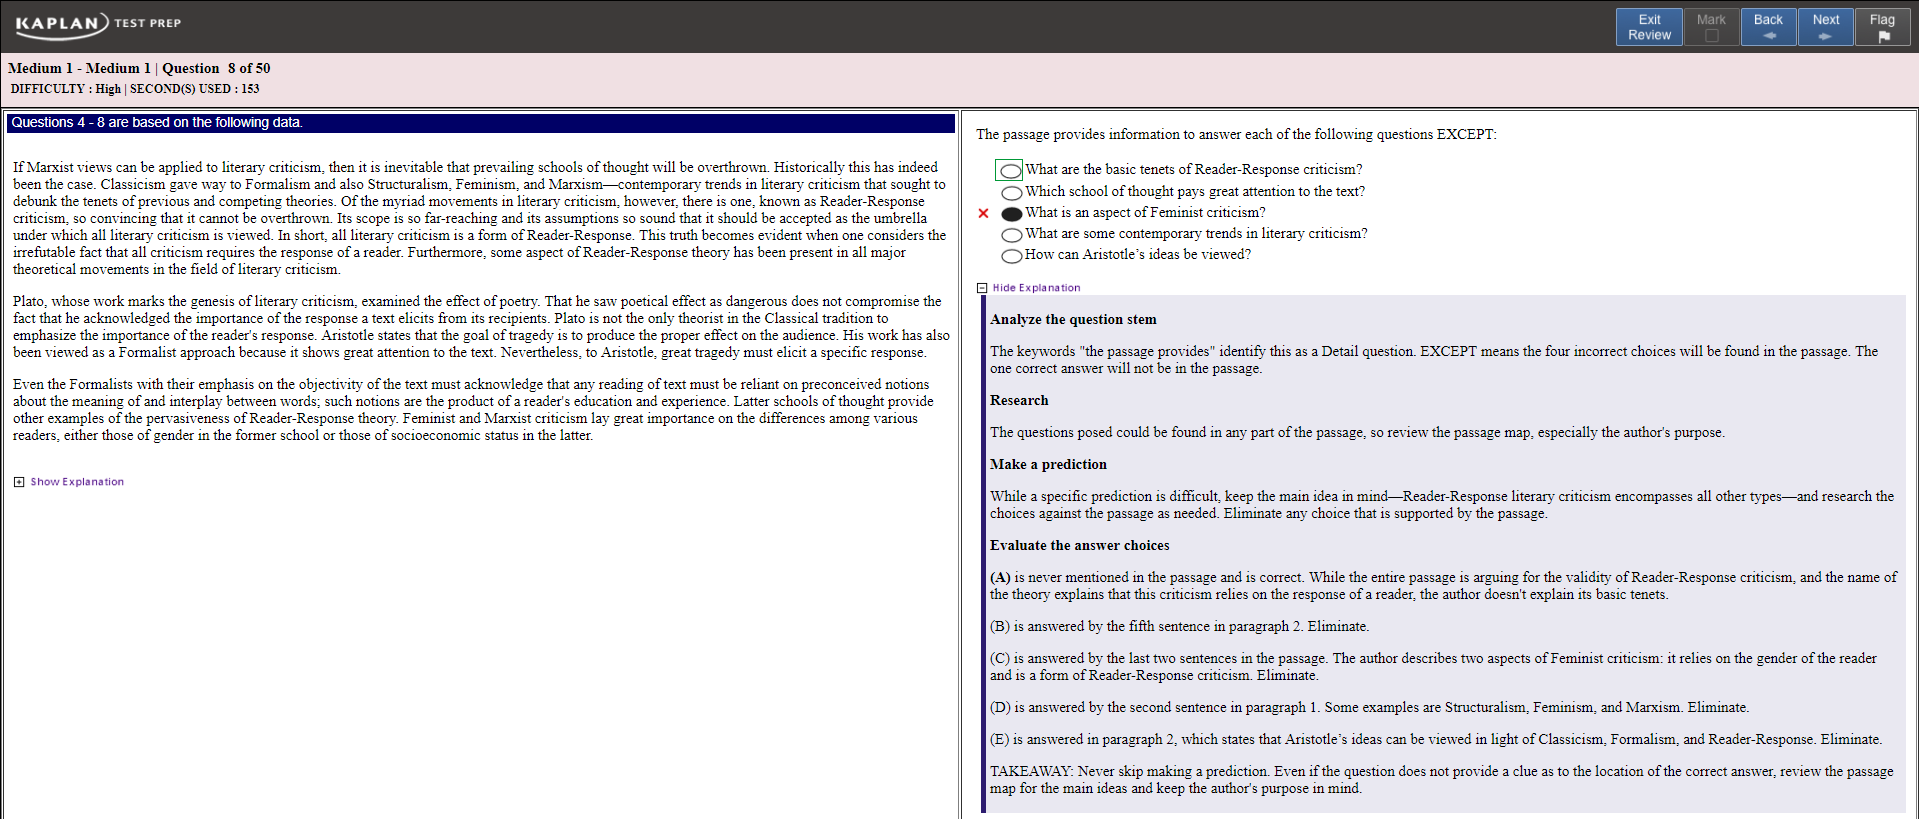 KAPLAN TEST PREP
Exit Review
Mark
Back
Next
Flag
Medium 1 - Medium 1 | Question 8 of 50
DIFFICULTY : High | SECOND(S) USED : 153
Questions 4 - 8 are based on the following data.
If Marxist views can be applied to literary criticism, then it is inevitable that prevailing schools of thought will be overthrown. Historically this has indeed
been the case. Classicism gave way to Formalism and also Structuralism, Feminism, and Marxism—contemporary trends in literary criticism that sought to
debunk the tenets of previous and competing theories. Of the myriad movements in literary criticism, however, there is one, known as Reader-Response
criticism, so convincing that it cannot be overthrown. Its scope is so far-reaching and its assumptions so sound that it should be accepted as the umbrella
under which all literary criticism is viewed. In short, all literary criticism is a form of Reader-Response. This truth becomes evident when one considers the
irrefutable fact that all criticism requires the response of a reader. Furthermore, some aspect of Reader-Response theory has been present in all major
theoretical movements in the field of literary criticism.
Plato, whose work marks the genesis of literary criticism, examined the effect of poetry. That he saw poetical effect as dangerous does not compromise the
fact that he acknowledged the importance of the response a text elicits from its recipients. Plato is not the only theorist in the Classical tradition to
emphasize the importance of the reader's response. Aristotle states that the goal of tragedy is to produce the proper effect on the audience. His work has also
been viewed as a Formalist approach because it shows great attention to the text. Nevertheless, to Aristotle, great tragedy must elicit a specific response.
Even the Formalists with their emphasis on the objectivity of the text must acknowledge that any reading of text must be reliant on preconceived notions
about the meaning of and interplay between words; such notions are the product of a reader's education and experience. Latter schools of thought provide
other examples of the pervasiveness of Reader-Response theory. Feminist and Marxist criticism lay great importance on the differences among various
readers, either those of gender in the former school or those of socioeconomic status in the latter.
Show Explanation
The passage provides information to answer each of the following questions EXCEPT:
What are the basic tenets of Reader-Response criticism?
Which school of thought pays great attention to the text?
What is an aspect of Feminist criticism?
What are some contemporary trends in literary criticism?
How can Aristotle’s ideas be viewed?
Hide Explanation
Analyze the question stem
The keywords "the passage provides" identify this as a Detail question. EXCEPT means the four incorrect choices will be found in the passage. The
one correct answer will not be in the passage.
Research
The questions posed could be found in any part of the passage, so review the passage map, especially the author's purpose.
Make a prediction
While a specific prediction is difficult, keep the main idea in mind—Reader-Response literary criticism encompasses all other types—and research the
choices against the passage as needed. Eliminate any choice that is supported by the passage.
Evaluate the answer choices
(A) is never mentioned in the passage and is correct. While the entire passage is arguing for the validity of Reader-Response criticism, and the name of
the theory explains that this criticism relies on the response of a reader, the author doesn't explain its basic tenets.
(B) is answered by the fifth sentence in paragraph 2. Eliminate.
(C) is answered by the last two sentences in the passage. The author describes two aspects of Feminist criticism: it relies on the gender of the reader
and is a form of Reader-Response criticism. Eliminate.
(D) is answered by the second sentence in paragraph 1. Some examples are Structuralism, Feminism, and Marxism. Eliminate.
(E) is answered in paragraph 2, which states that Aristotle’s ideas can be viewed in light of Classicism, Formalism, and Reader-Response. Eliminate.
TAKEAWAY: Never skip making a prediction. Even if the question does not provide a clue as to the location of the correct answer, review the passage
map for the main ideas and keep the author's purpose in mind.